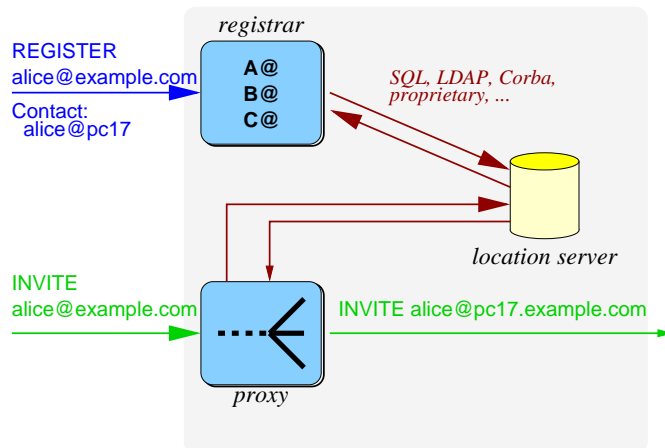 registrar
REGISTER
alice@example.com
Contact:
alice@pc17
A@
B@
C@
SQL, LDAP, Corba,
proprietary, ...
location server
INVITE
alice@example.com
INVITE alice@pc17.example.com
proxy